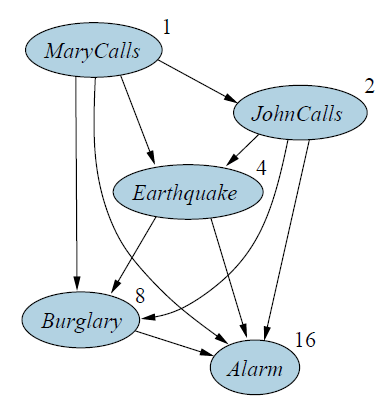 1
MaryCalls
2
JohnCalls
4
Earthquake
8
Burglary
16
Alarm